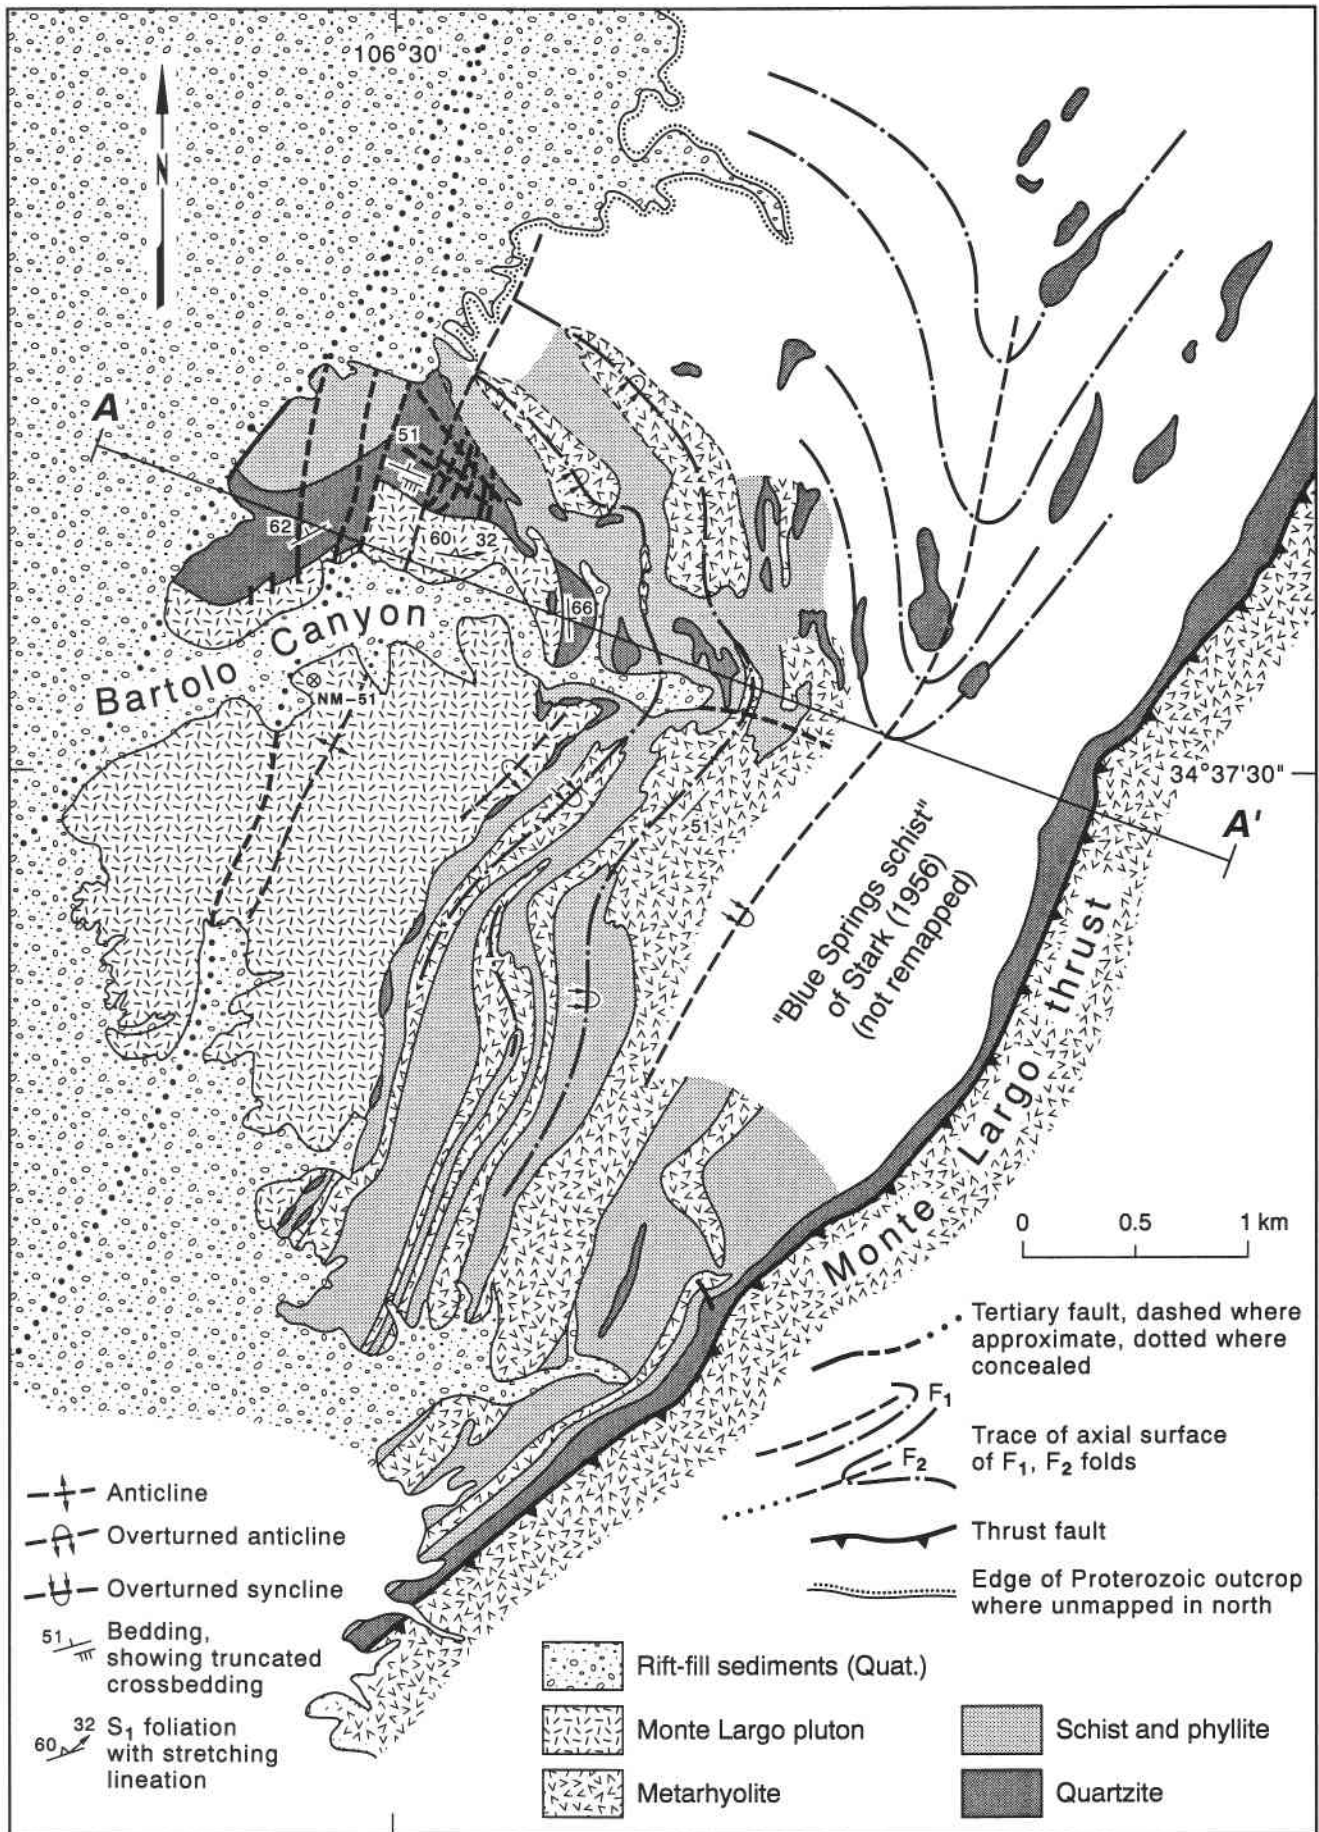 106°30'
N
A
51
62
60
32
66
Bartolo Canyon
NM-51
51
34°37'30"
A'
"Blue Springs schist"
of Stark (1956)
(not remapped)
Monte Largo thrust
0 0.5 1 km
Tertiary fault, dashed where
approximate, dotted where
concealed
F1
F2
Trace of axial surface
of F1, F2 folds
Thrust fault
Edge of Proterozoic outcrop
where unmapped in north
Anticline
Overturned anticline
Overturned syncline
51
Bedding,
showing truncated
crossbedding
60
32
S1 foliation
with stretching
lineation
Rift-fill sediments (Quat.)
Monte Largo pluton
Metarhyolite
Schist and phyllite
Quartzite